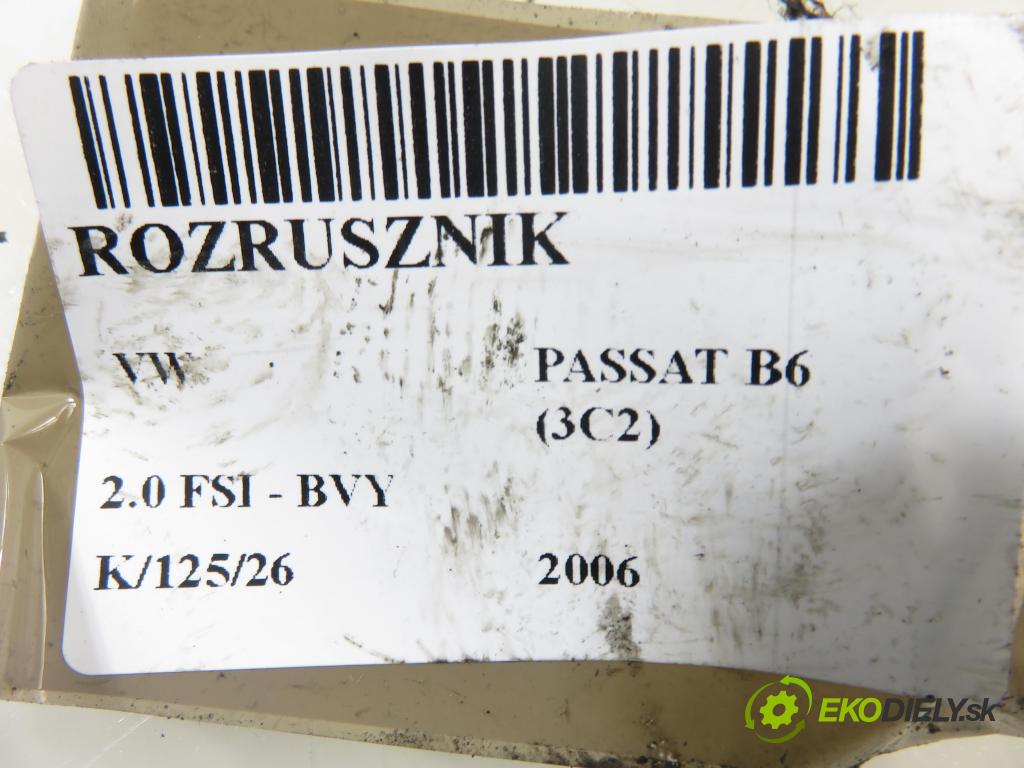 ROZRUSZNIK
VW PASSAT B6
(3C2)
2.0 FSI - BVY
K/125/26 2006
EKODIELY.sk